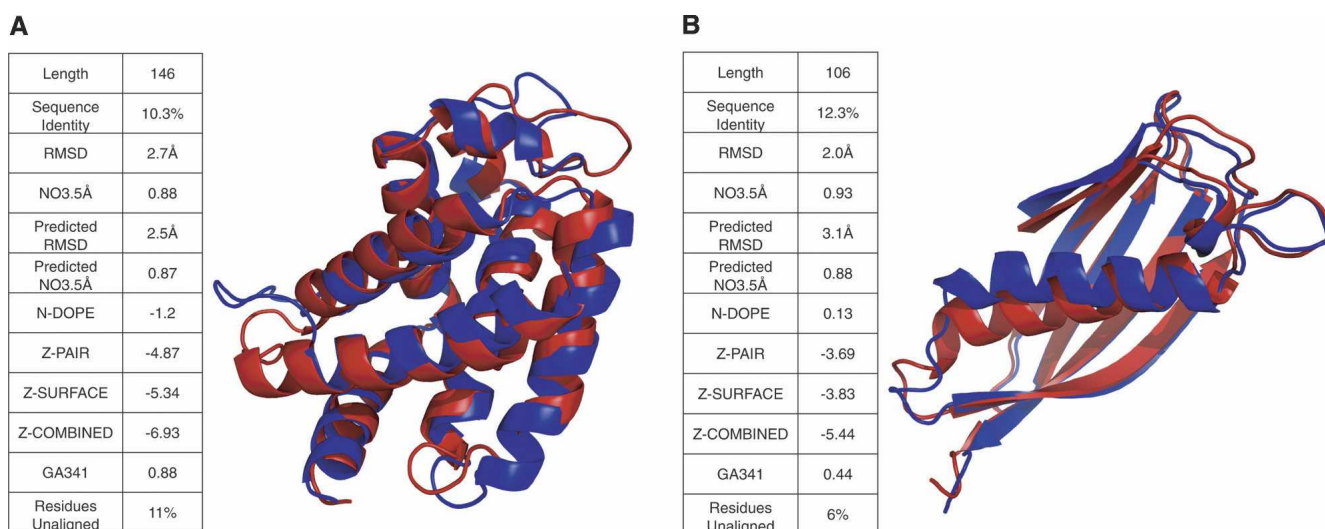 A
Length 146
Sequence
Identity 10.3%
RMSD 2.7Å
NO3.5Å 0.88
Predicted
RMSD 2.5Å
Predicted
NO3.5Å 0.87
N-DOPE -1.2
Z-PAIR -4.87
Z-SURFACE -5.34
Z-COMBINED -6.93
GA341 0.88
Residues
Unaligned 11%
B
Length 106
Sequence
Identity 12.3%
RMSD 2.0Å
NO3.5Å 0.93
Predicted
RMSD 3.1Å
Predicted
NO3.5Å 0.88
N-DOPE 0.13
Z-PAIR -3.69
Z-SURFACE -3.83
Z-COMBINED -5.44
GA341 0.44
Residues
Unaligned 6%